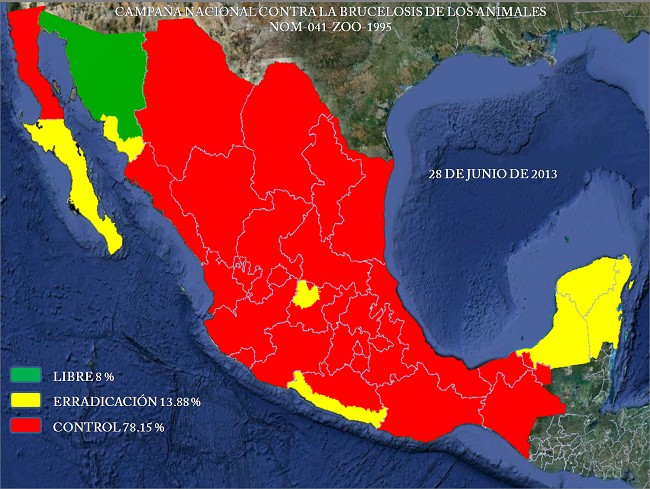 CAMPAÑA NACIONAL CONTRA LA BRUCELOSIS DE LOS ANIMALES
NOM-041-ZOO-1995
28 DE JUNIO DE 2013
LIBRE 8 %
ERRADICACIÓN 13.88%
CONTROL 78.15 %